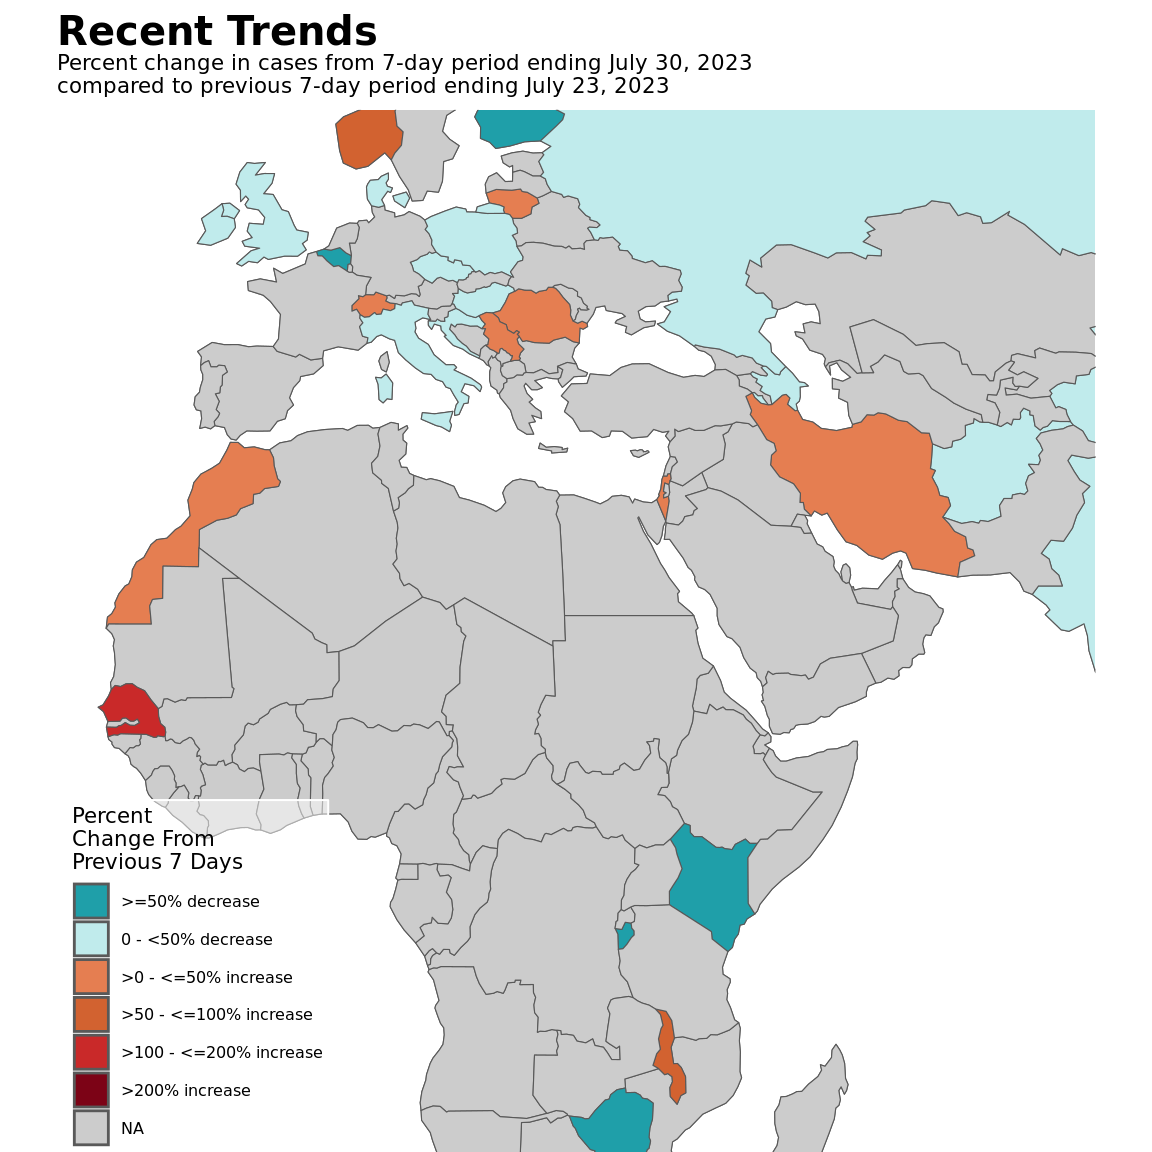 Recent Trends
Percent change in cases from 7-day period ending July 30, 2023
compared to previous 7-day period ending July 23, 2023
Percent
Change From
Previous 7 Days
>=50% decrease
0 - <50% decrease
>0 - <=50% increase
>50 - <=100% increase
>100 - <=200% increase
>200% increase
NA